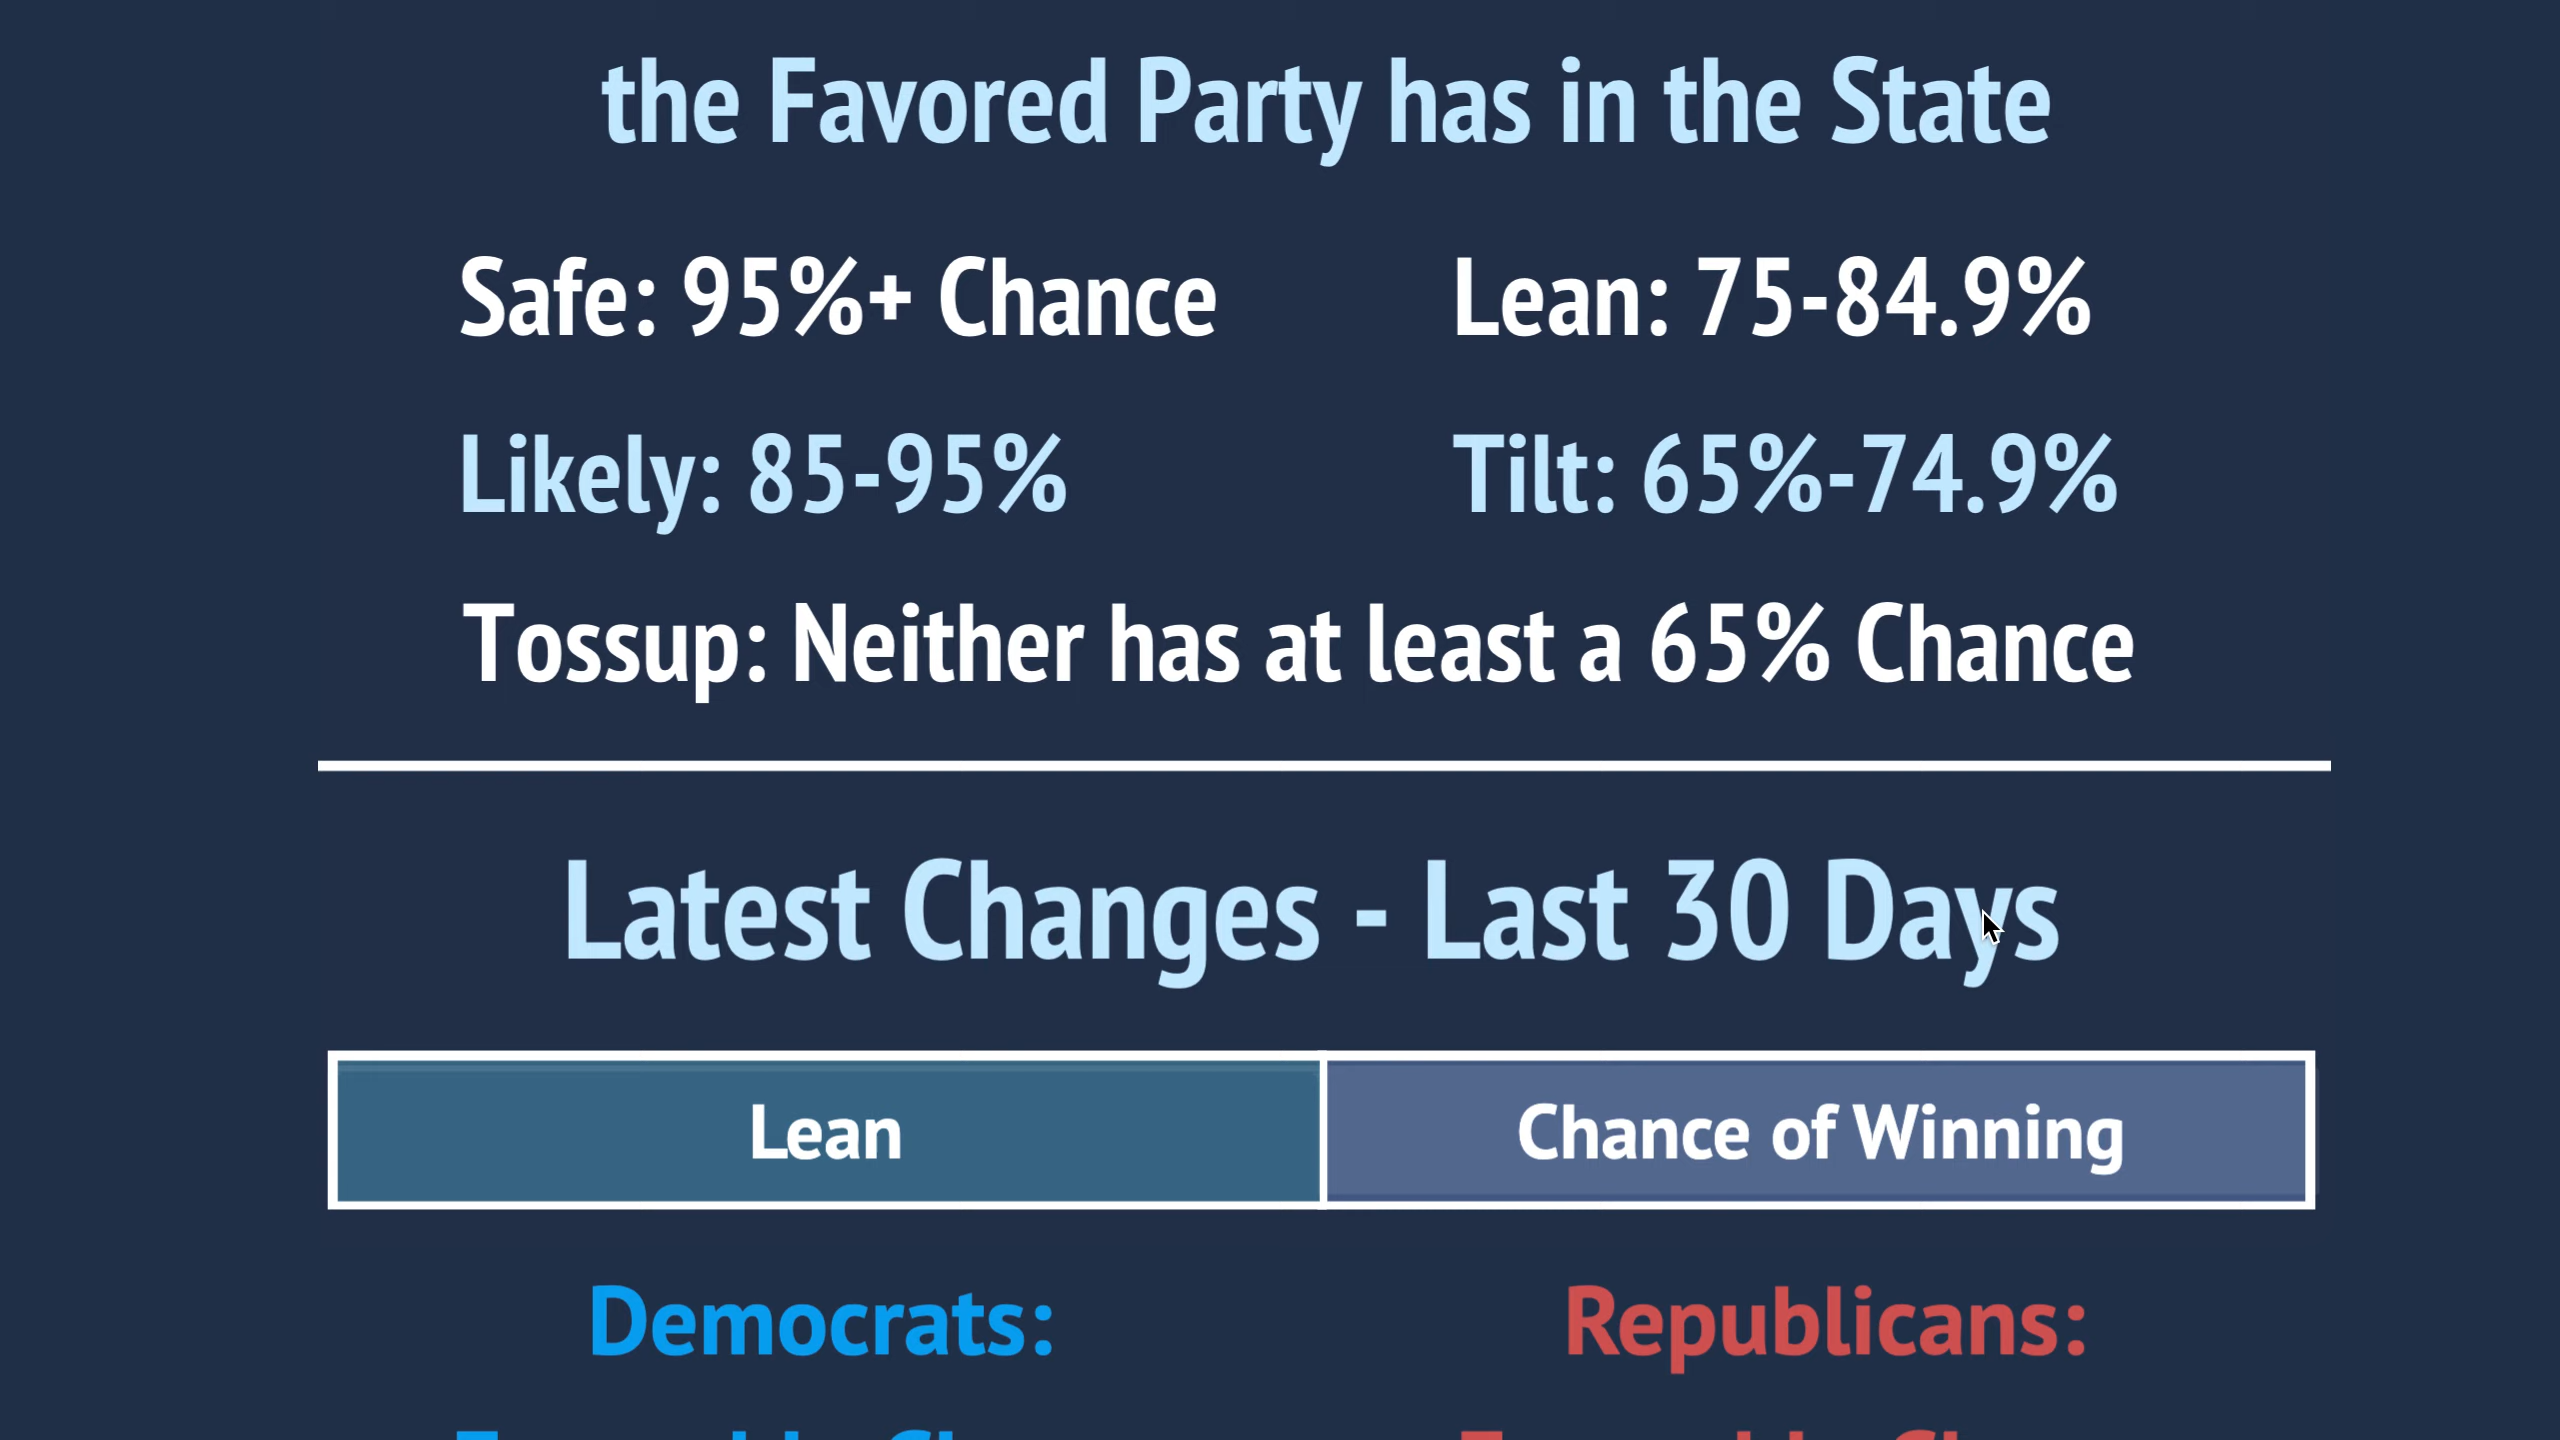 the Favored Party has in the State
Safe: 95%+ Chance
Lean: 75-84.9%
Likely: 85-95%
Tilt: 65%-74.9%
Tossup: Neither has at least a 65% Chance
Latest Changes - Last 30 Days
Lean
Chance of Winning
Democrats:
Republicans: